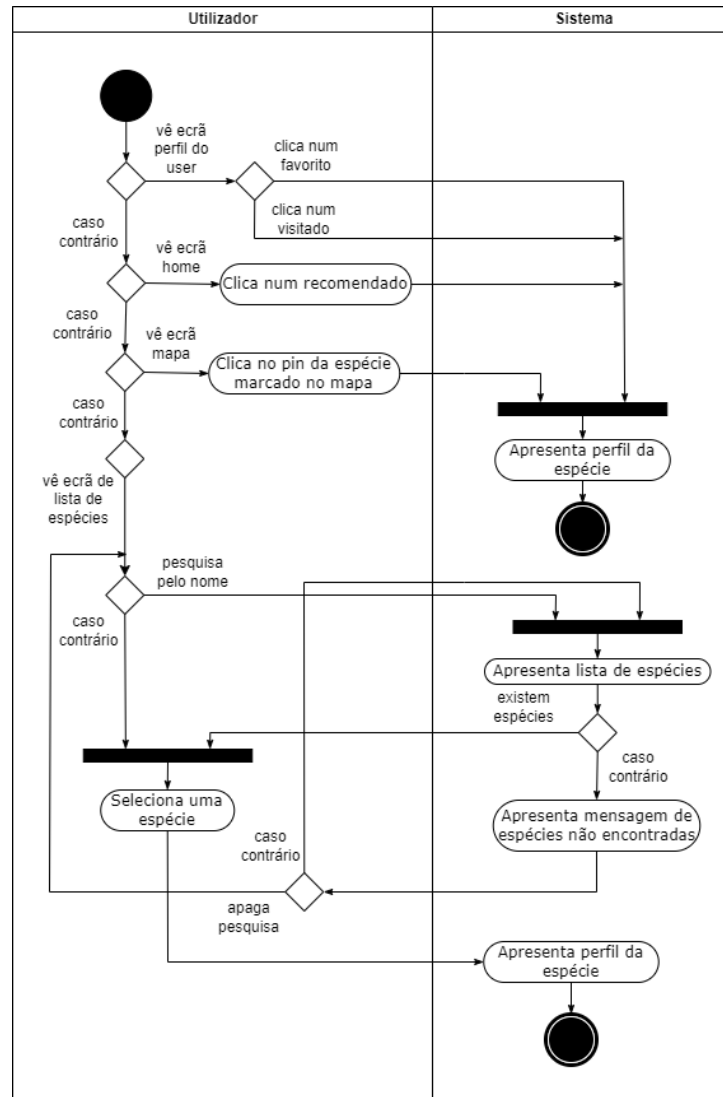 Utilizador
Sistema
vê ecrã
perfil do
user
clica num
favorito
clica num
visitado
caso
contrário
vê ecrã
home
Clica num recomendado
caso
contrário
vê ecrã
mapa
Clica no pin da espécie
marcado no mapa
caso
contrário
Apresenta perfil da
espécie
vê ecrã de
lista de
espécies
pesquisa
pelo nome
caso
contrário
Apresenta lista de espécies
existem
espécies
caso
contrário
Seleciona uma
espécie
Apresenta mensagem de
espécies não encontradas
caso
contrário
apaga
pesquisa
Apresenta perfil da
espécie